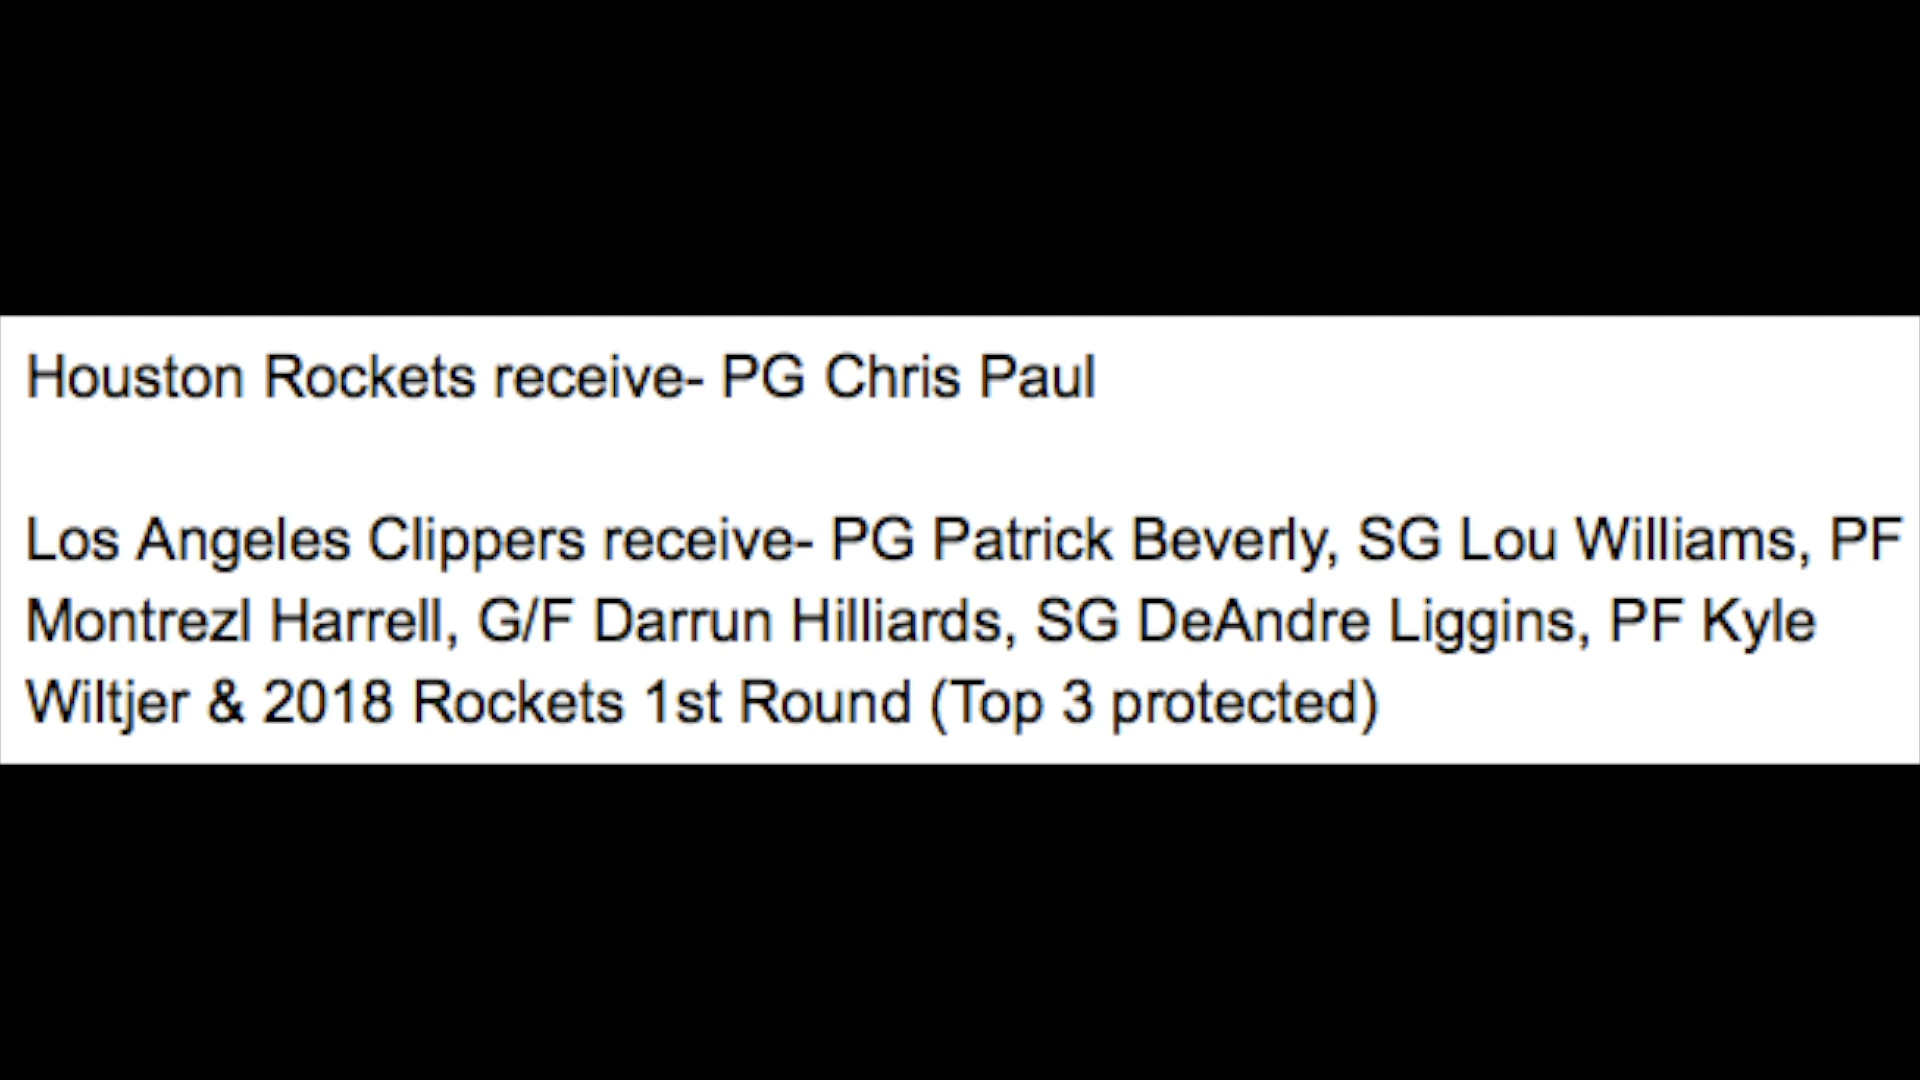 Houston Rockets receive- PG Chris Paul
Los Angeles Clippers receive- PG Patrick Beverly, SG Lou Williams, PF
Montrezl Harrell, G/F Darrun Hilliards, SG DeAndre Liggins, PF Kyle
Wiltjer & 2018 Rockets 1st Round (Top 3 protected)